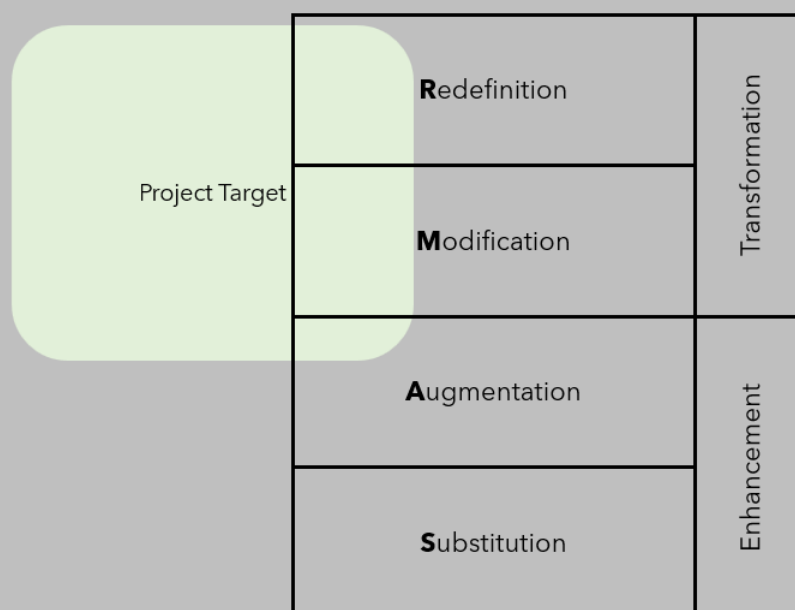 Redefinition
Transformation
Project Target
Modification
Augmentation
Enhancement
Substitution